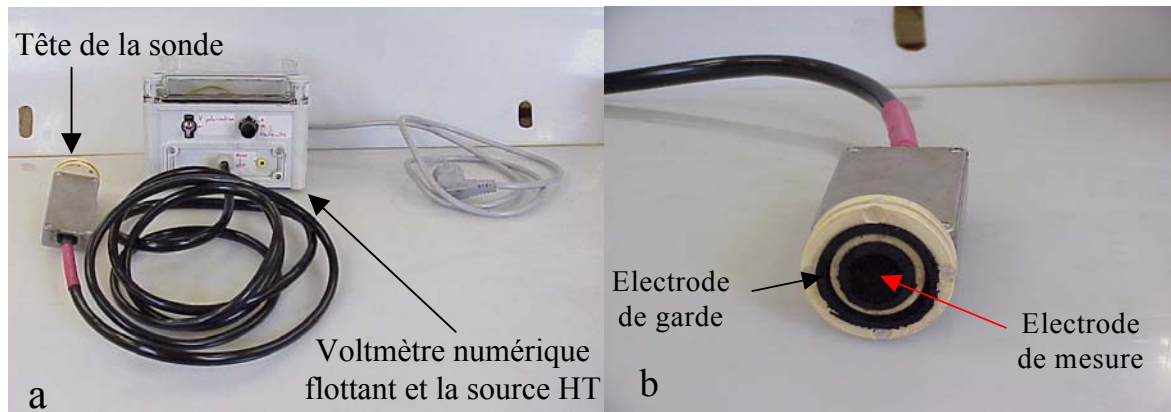 Tête de la sonde
Voltmètre numérique
flottant et la source HT
a
Electrode
de garde
Electrode
de mesure
b